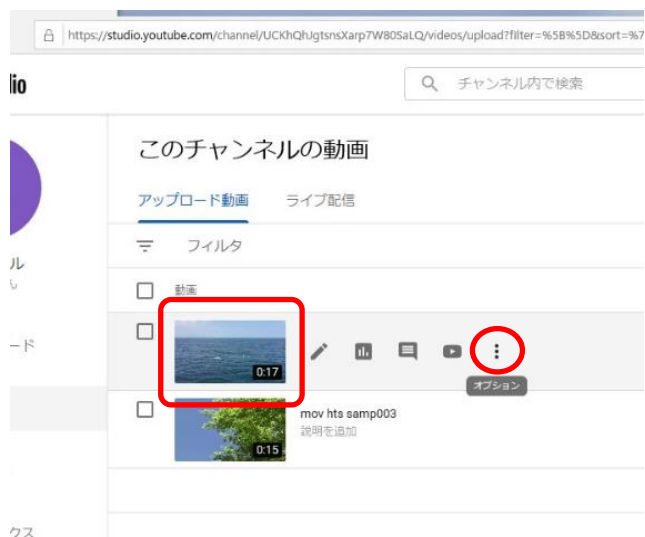 https://studio.youtube.com/channel/UCKhQhJgtsnsXarp7W80SaLQ/videos/upload?filter=%5B%5D&sort=%7
lio
チャンネル内で検索
このチャンネルの動画
アップロード動画 ライブ配信
フィルタ
ル
ん
動画
ード
0:17
オプション
mov hts samp003
説明を追加
0:15
クス